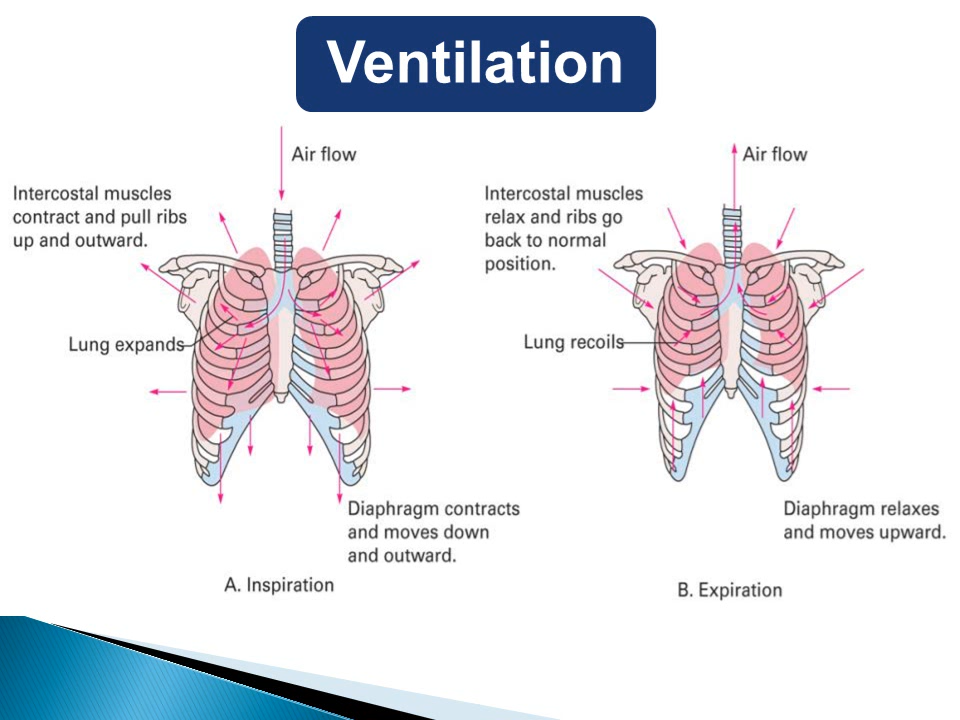 Ventilation
Air flow
Intercostal muscles
contract and pull ribs
up and outward.
Lung expands
Diaphragm contracts
and moves down
and outward.
A. Inspiration
Air flow
Intercostal muscles
relax and ribs go
back to normal
position.
Lung recoils
Diaphragm relaxes
and moves upward.
B. Expiration